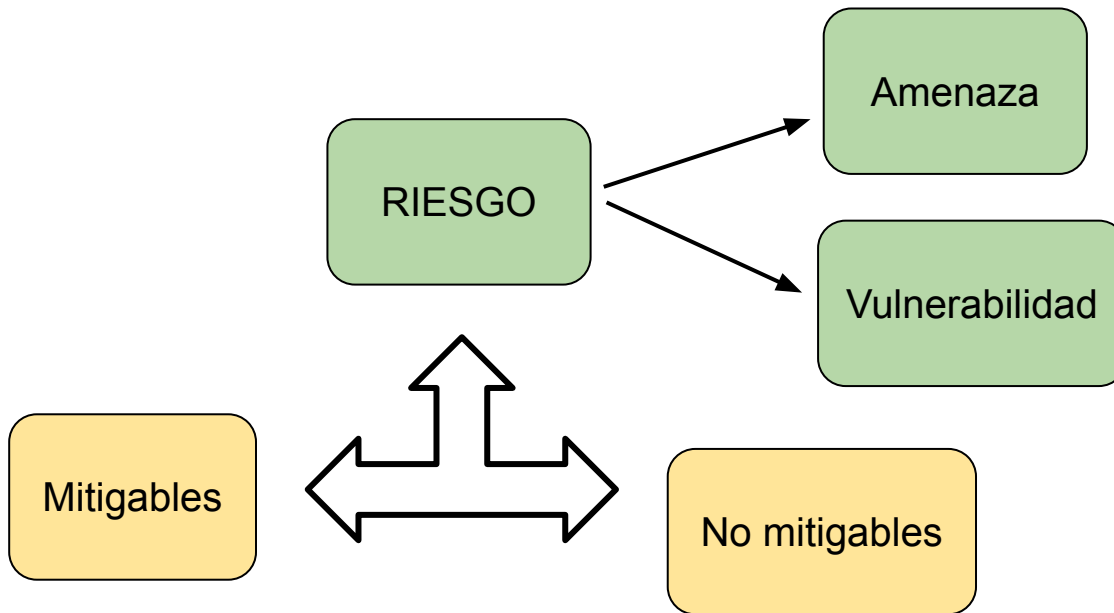 Amenaza
RIESGO
Vulnerabilidad
Mitigables
No mitigables